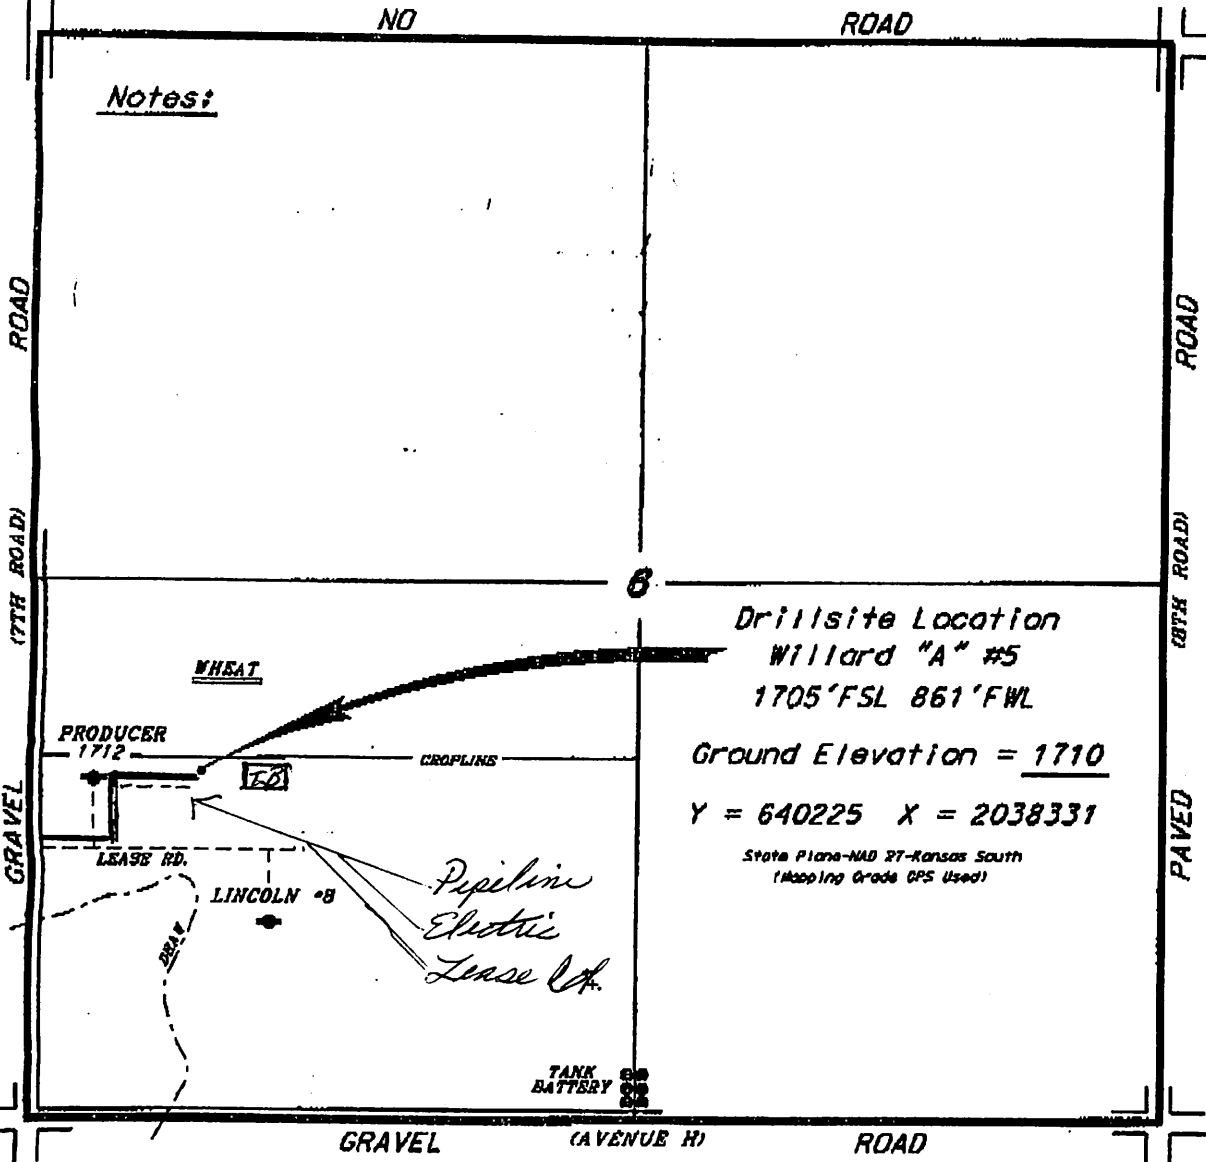 NO ROAD
Notes:
ROAD
ROAD
(7TH ROAD)
(8TH ROAD)
6
Drillsite Location
Willard "A" #5
1705'FSL 861'FWL
WHEAT
PRODUCER
1712
CROPLINE
Ground Elevation = 1710
T.B
Y = 640225 X = 2038331
GRAVEL
PAVED
State Plane-NAD 27-Kansas South
(Mapping Grade GPS Used)
LEASE RD.
LINCOLN #8
Pipeline
Electric
Lease Rd.
DRAW
TANK
BATTERY
GRAVEL (AVENUE H) ROAD